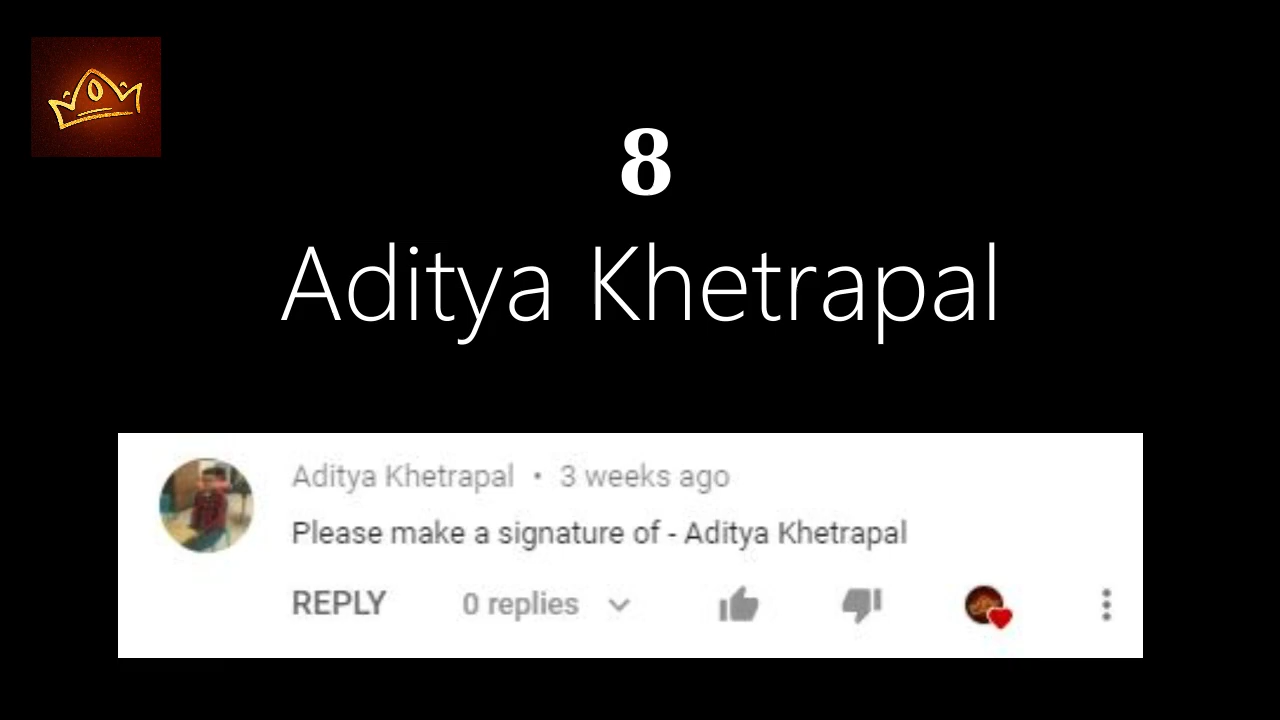 8
Aditya Khetrapal
Aditya Khetrapal • 3 weeks ago
Please make a signature of - Aditya Khetrapal
REPLY 0 replies